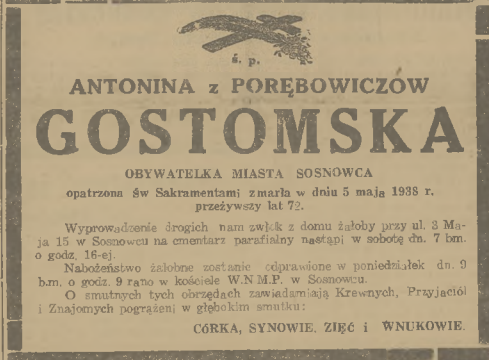 ś. p.
ANTONINA z PORĘBOWICZÓW
GOSTOMSKA
OBYWATELKA MIASTA SOSNOWCA
opatrzona Św Sakramentami zmarła w dniu 5 maja 1938 r.
przeżywszy lat 72.
Wyprowadzenie drogich nam zwłok z domu żałoby przy ul. 3 Ma-
ja 15 w Sosnowcu na cmentarz parafialny nastąpi w sobotę dn. 7 bm.
o godz. 16-ej.
Nabożeństwo żałobne zostanie odprawione w poniedziałek dn. 9
b.m. o godz. 9 rano w kościele W.N.M.P. w Sosnowcu.
O smutnych tych obrzędach zawiadamiają Krewnych, Przyjaciół
i Znajomych pogrążeni w głębokim smutku:
CÓRKA, SYNOWIE, ZIĘĆ i WNUKOWIE.